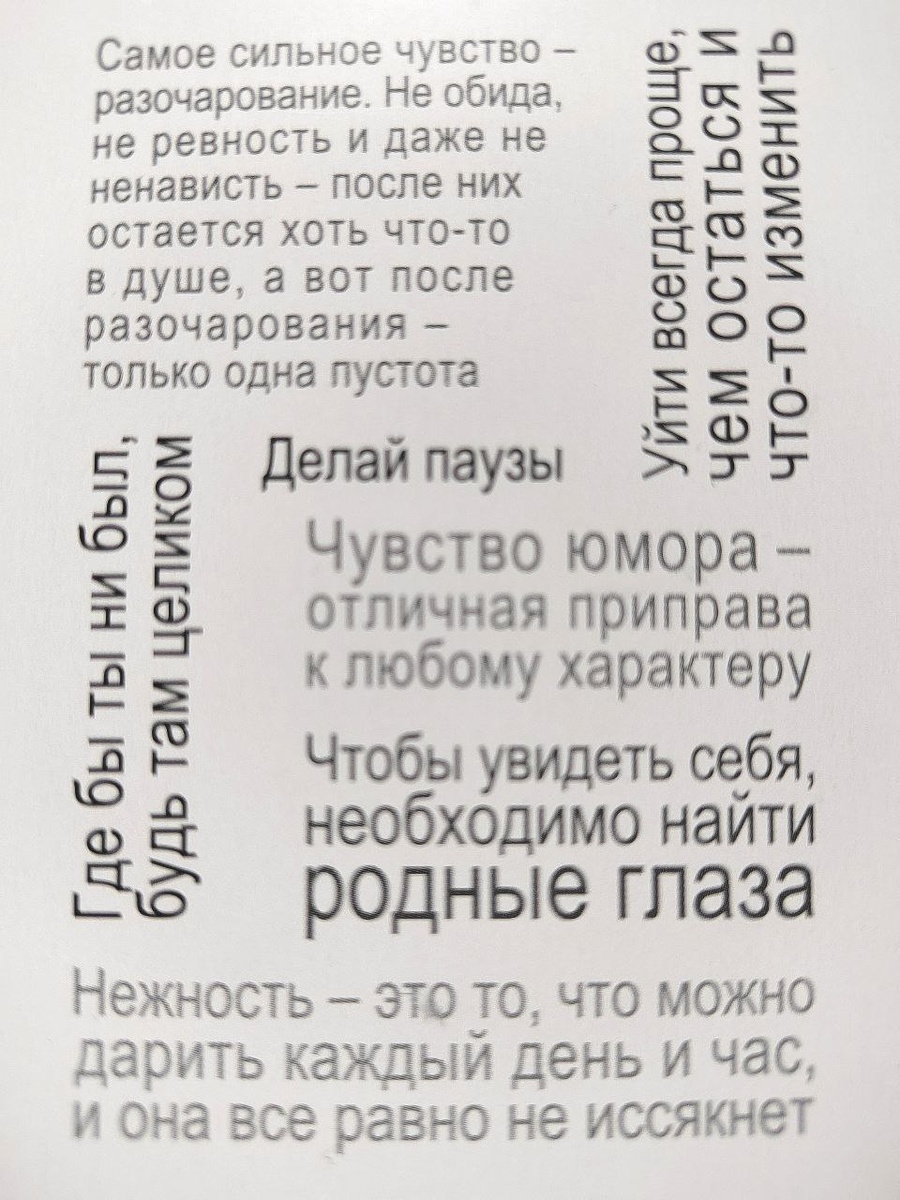 Самое сильное чувство –
разочарование. Не обида,
не ревность и даже не
ненависть – после них
остается хоть что-то
в душе, а вот после
разочарования –
только одна пустота
Уйти всегда проще,
чем остаться и
что-то изменить
Где бы ты ни был,
будь там целиком
Делай паузы
Чувство юмора –
отличная приправа
к любому характеру
Чтобы увидеть себя,
необходимо найти
родные глаза
Нежность – это то, что можно
дарить каждый день и час,
и она все равно не иссякнет